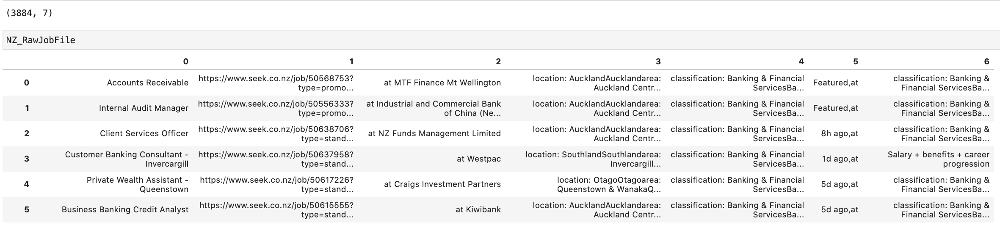 (3884, 7)
NZ_RawJobFile
0 1 2 3 4 5 6
0 Accounts Receivable https://www.seek.co.nz/job/50568753?type=promo... at MTF Finance Mt Wellington location: AucklandAucklandarea: Auckland Centr... classification: Banking & Financial ServicesBa... Featured,at classification: Banking & Financial ServicesBa...
1 Internal Audit Manager https://www.seek.co.nz/job/50556333?type=promo... at Industrial and Commercial Bank of China (Ne... location: AucklandAucklandarea: Auckland Centr... classification: Banking & Financial ServicesBa... Featured,at classification: Banking & Financial ServicesBa...
2 Client Services Officer https://www.seek.co.nz/job/50638706?type=stand... at NZ Funds Management Limited location: AucklandAucklandarea: Auckland Centr... classification: Banking & Financial ServicesBa... 8h ago,at classification: Banking & Financial ServicesBa...
3 Customer Banking Consultant - Invercargill https://www.seek.co.nz/job/50637958?type=stand... at Westpac location: SouthlandSouthlandarea: Invercargill... classification: Banking & Financial ServicesBa... 1d ago,at Salary + benefits + career progression
4 Private Wealth Assistant - Queenstown https://www.seek.co.nz/job/50617226?type=stand... at Craigs Investment Partners location: OtagoOtagoarea: Queenstown & WanakaQ... classification: Banking & Financial ServicesBa... 5d ago,at classification: Banking & Financial ServicesBa...
5 Business Banking Credit Analyst https://www.seek.co.nz/job/50615555?type=stand... at Kiwibank location: AucklandAucklandarea: Auckland Centr... classification: Banking & Financial ServicesBa... 5d ago,at classification: Banking & Financial ServicesBa...